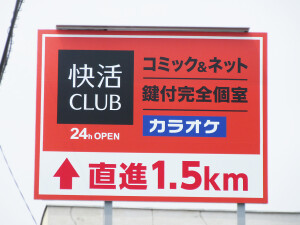 快活
CLUB
24h OPEN
コミック&ネット
鍵付完全個室
カラオケ
直進1.5km